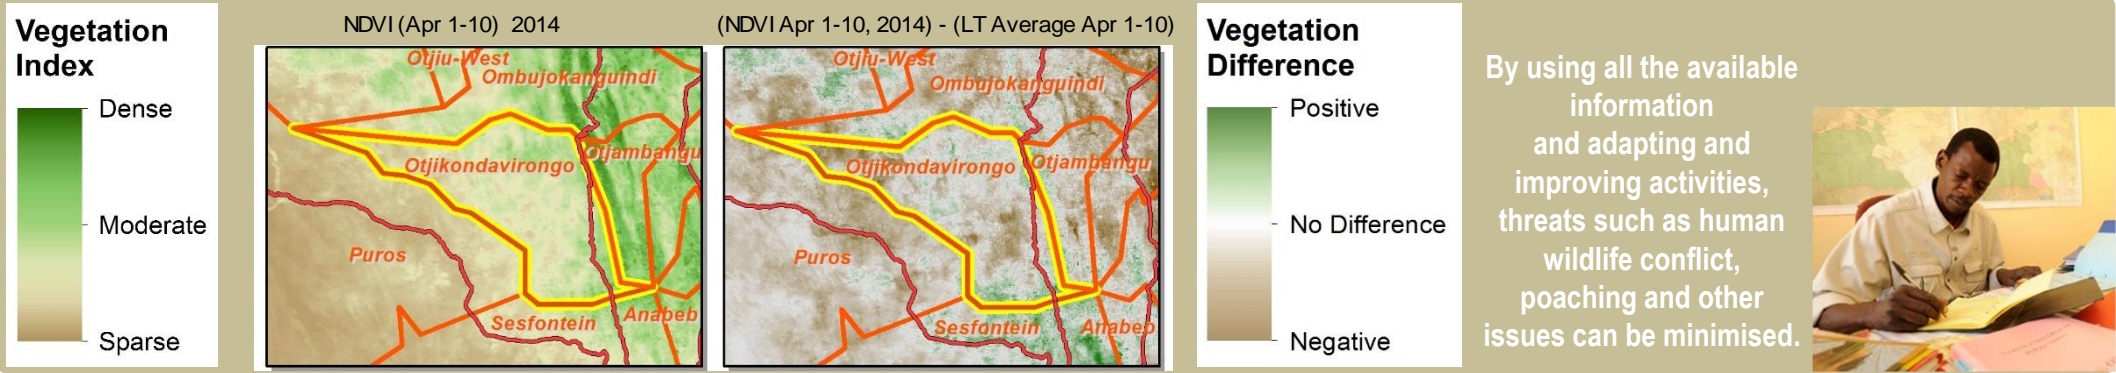 Vegetation
Index
Dense
Moderate
Sparse
NDVI (Apr 1-10) 2014
Otjiu-West
Ombujokanguindi
Otjikondavirongo
Otjambangu
Puros
Sesfontein
Anabeb
(NDVI Apr 1-10, 2014) - (LT Average Apr 1-10)
Otjiu-West
Ombujokanguindi
Otjikondavirongo
Otjambangu
Puros
Sesfontein
Anabeb
Vegetation
Difference
Positive
No Difference
Negative
By using all the available
information
and adapting and
improving activities,
threats such as human
wildlife conflict,
poaching and other
issues can be minimised.